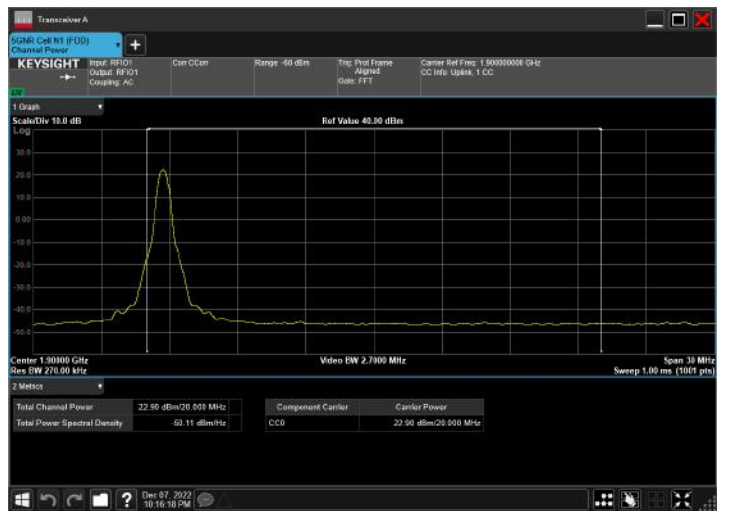 Transceiver A
5GNR Cell N1 (FDD)
Channel Power
KEYSIGHT
Input: RFIO1
Output: RFIO1
Coupling: AC
Corr CCorr
Range -60 dBm
Trig: Prot Frame
Aligned
Gate: FFT
Carrier Ref Freq: 1.900000000 GHz
CC Info: Uplink, 1 CC
1 Graph
Scale/Div 10.0 dB
Ref Value 40.00 dBm
Log
30.0
20.0
10.0
0.00
-10.0
-20.0
-30.0
-40.0
-50.0
Center 1.90000 GHz
Video BW 2.7000 MHz
Span 30 MHz
Res BW 270.00 kHz
Sweep 1.00 ms (1001 pts)
2 Metrics
Total Channel Power 22.90 dBm/20.000 MHz
Total Power Spectral Density -50.11 dBm/Hz
Component Carrier Carrier Power
CC0 22.90 dBm/20.000 MHz
Dec 07, 2022
10:16:18 PM